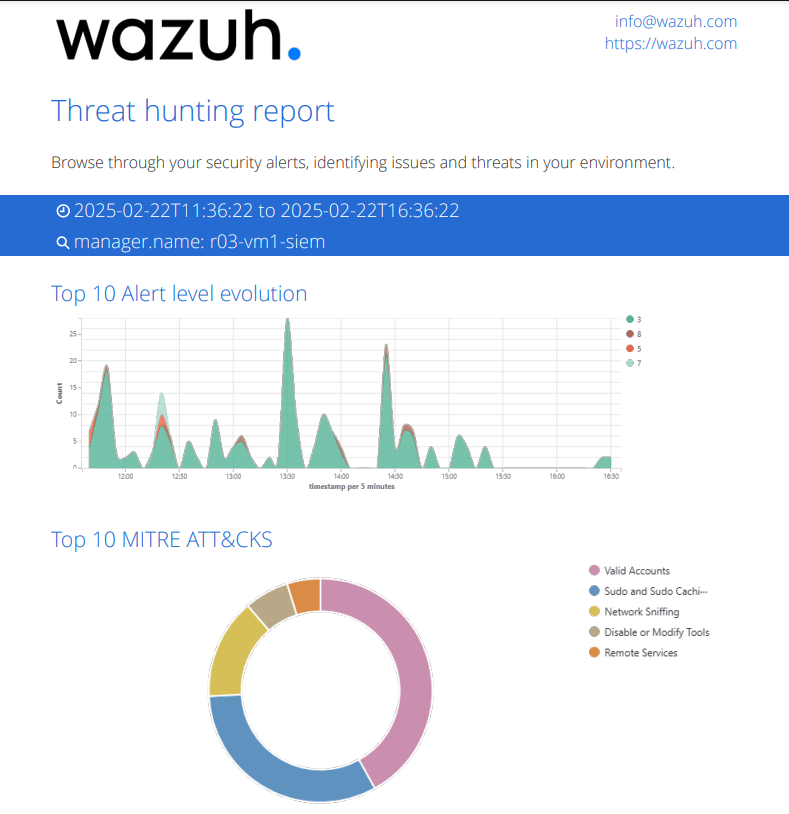 wazuh.
info@wazuh.com
https://wazuh.com
Threat hunting report
Browse through your security alerts, identifying issues and threats in your environment.
2025-02-22T11:36:22 to 2025-02-22T16:36:22
manager.name: r03-vm1-siem
Top 10 Alert level evolution
25
20
15
10
5
0
Count
12:00 12:30 13:00 13:30 14:00 14:30 15:00 15:30 16:00 16:30
timestamp per 5 minutes
3
8
5
7
Top 10 MITRE ATT&CKS
Valid Accounts
Sudo and Sudo Cachi···
Network Sniffing
Disable or Modify Tools
Remote Services